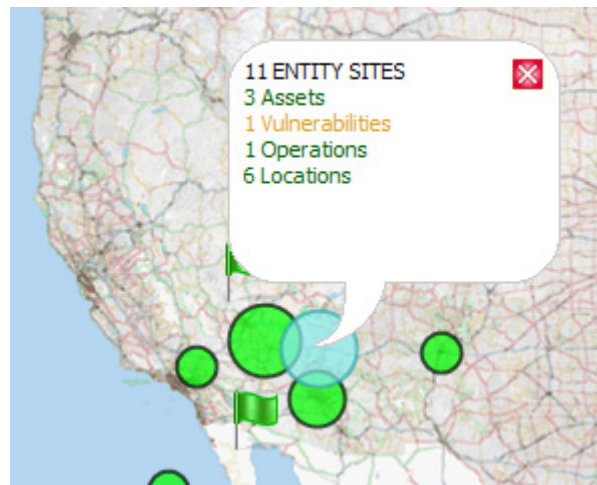 11 ENTITY SITES
3 Assets
1 Vulnerabilities
1 Operations
6 Locations